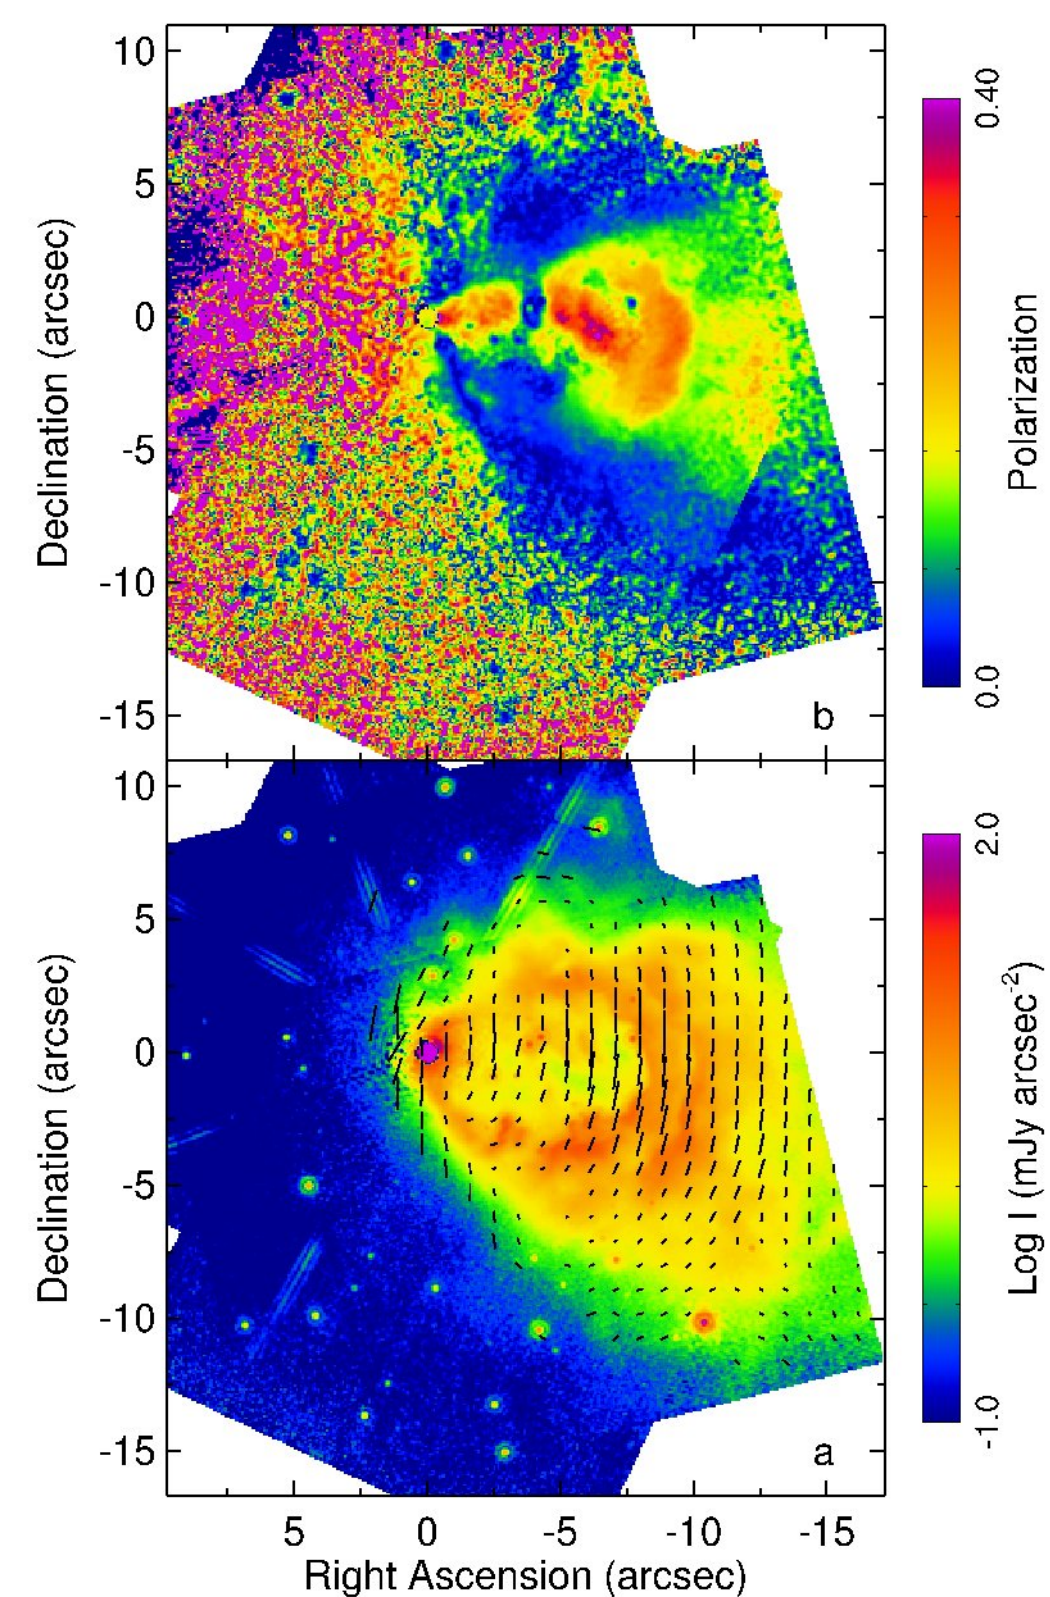 10
5
0
-5
-10
-15
Declination (arcsec)
b
0.40
0.0
Polarization
10
5
0
-5
-10
-15
Declination (arcsec)
a
2.0
-1.0
Log I (mJy arcsec-2)
5 0 -5 -10 -15
Right Ascension (arcsec)